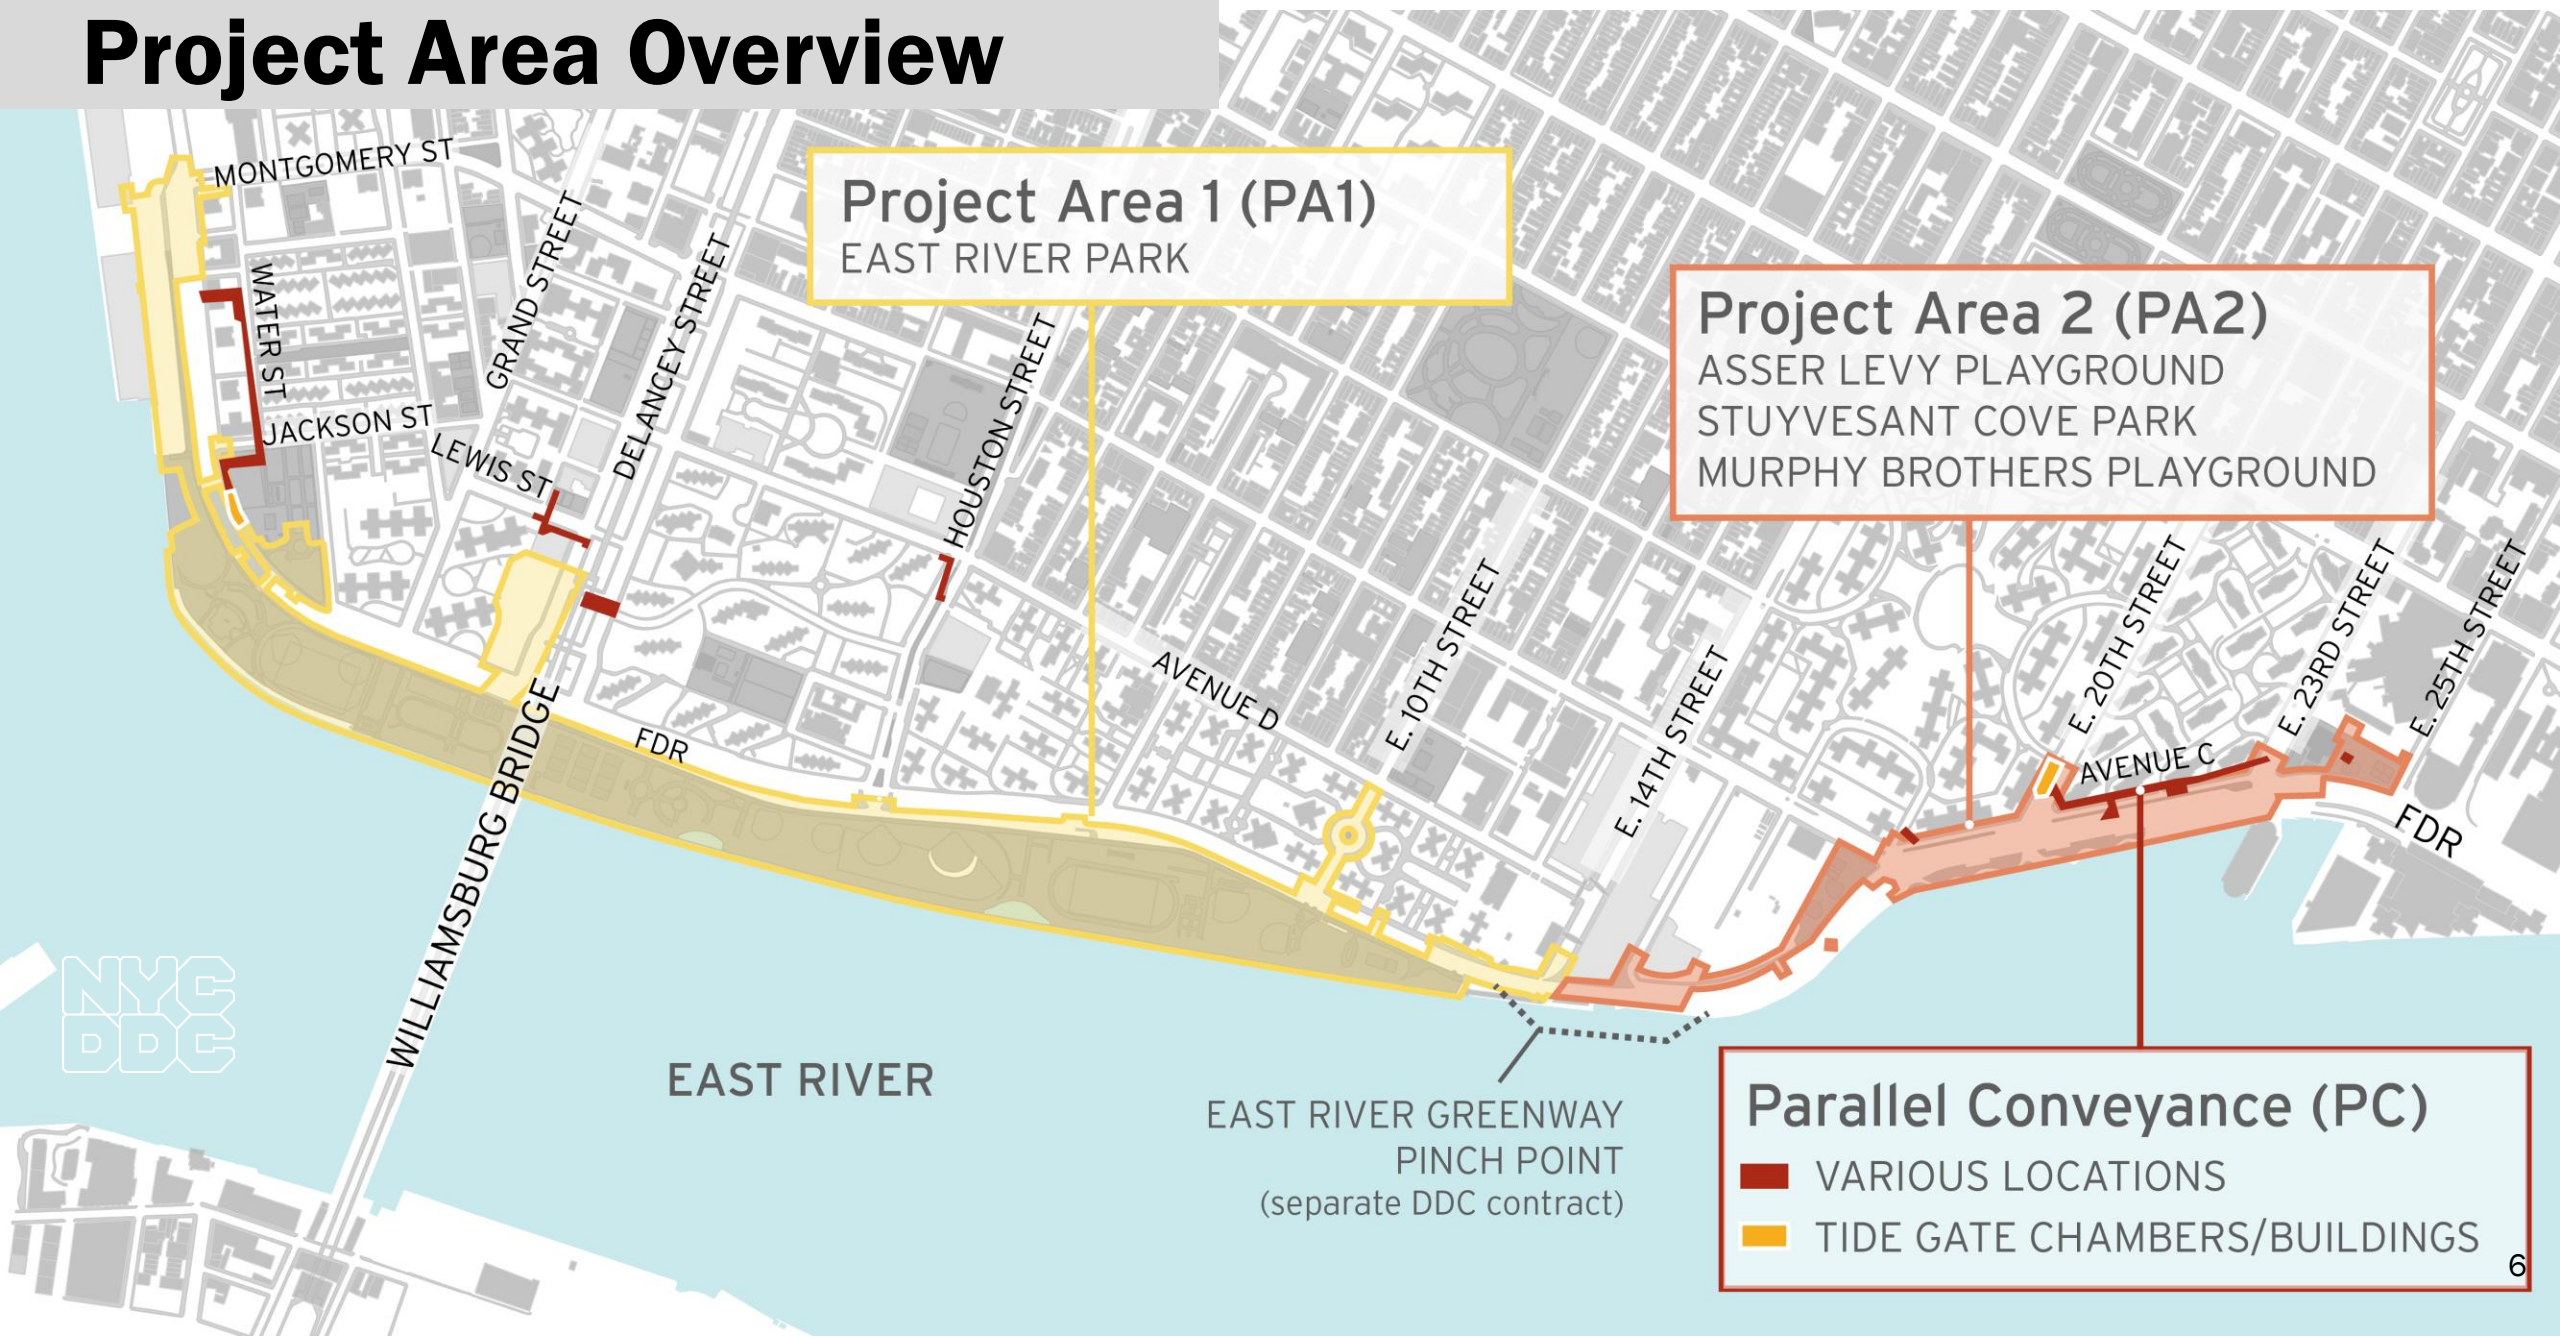 Project Area Overview
MONTGOMERY ST
WATER ST
JACKSON ST
GRAND STREET
LEWIS ST
DELANCEY STREET
HOUSTON STREET
Project Area 1 (PA1)
EAST RIVER PARK
Project Area 2 (PA2)
ASSER LEVY PLAYGROUND
STUYVESANT COVE PARK
MURPHY BROTHERS PLAYGROUND
AVENUE D
E. 10TH STREET
E. 14TH STREET
E. 20TH STREET
E. 23RD STREET
E. 25TH STREET
AVENUE C
FDR
FDR
WILLIAMSBURG BRIDGE
NYC
DDC
EAST RIVER
EAST RIVER GREENWAY
PINCH POINT
(separate DDC contract)
Parallel Conveyance (PC)
VARIOUS LOCATIONS
TIDE GATE CHAMBERS/BUILDINGS
6